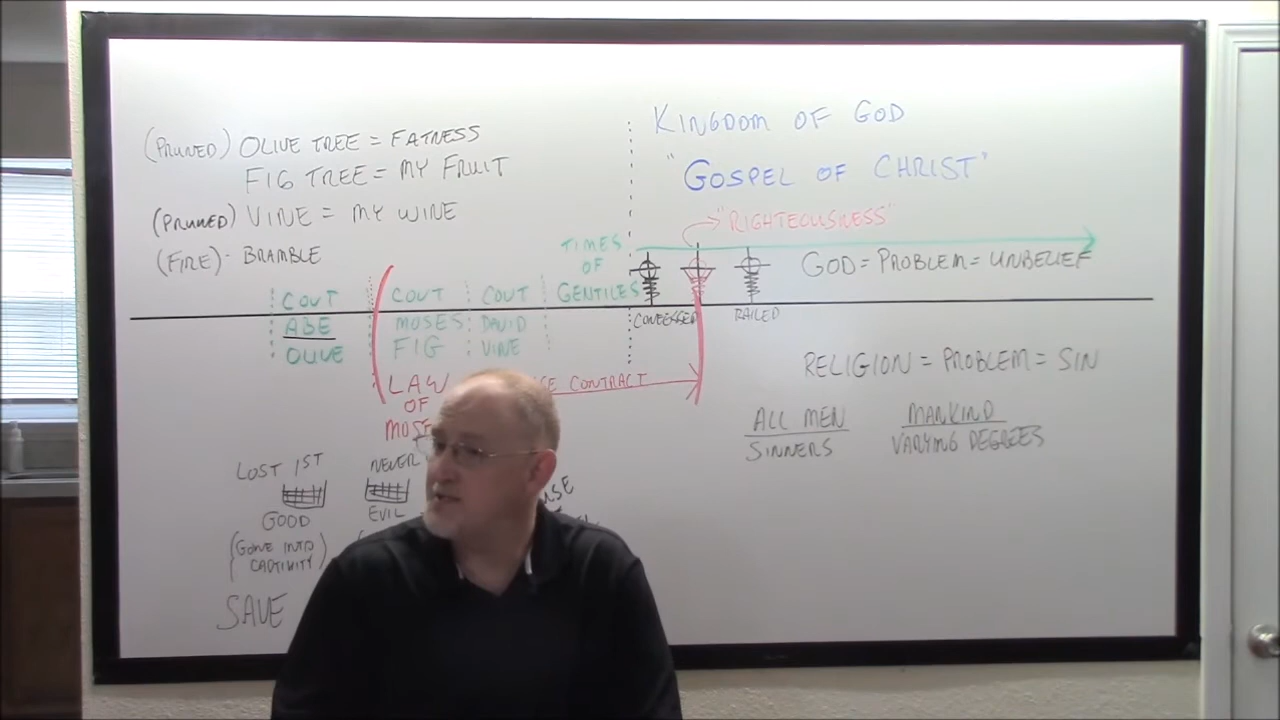 (PRUNED) OLIVE TREE = FATNESS
FIG TREE = MY FRUIT
(PRUNED) VINE = MY WINE
(FIRE) - BRAMBLE
KINGDOM OF GOD
"GOSPEL OF CHRIST"
"RIGHTEOUSNESS"
TIMES
OF
GENTILES
GOD = PROBLEM = UNBELIEF
COVT
ABE
OLIVE
COVT
MOSES
FIG
COVT
DAVID
VINE
CONFESSED
RAILED
LAW
OF
CONTRACT
RELIGION = PROBLEM = SIN
ALL MEN
SINNERS
MANKIND
VARYING DEGREES
LOST 1ST
GOOD
(GONE INTO
CAPTIVITY)
SAVE
NEVER
EVIL